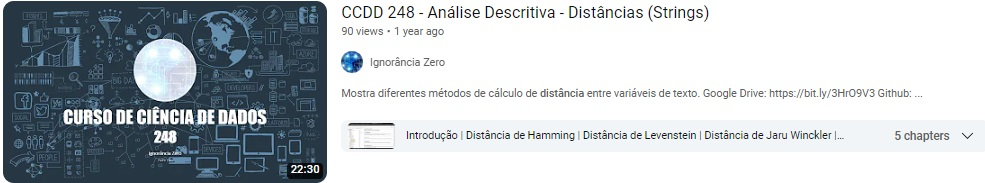 CURSO DE CIÊNCIA DE DADOS
248
Ignorância Zero
22:30
CCDD 248 - Análise Descritiva - Distâncias (Strings)
90 views • 1 year ago
Ignorância Zero
Mostra diferentes métodos de cálculo de distância entre variáveis de texto. Google Drive: https://bit.ly/3HrO9V3 Github: ...
Introdução | Distância de Hamming | Distância de Levenstein | Distância de Jaru Winckler |...
5 chapters